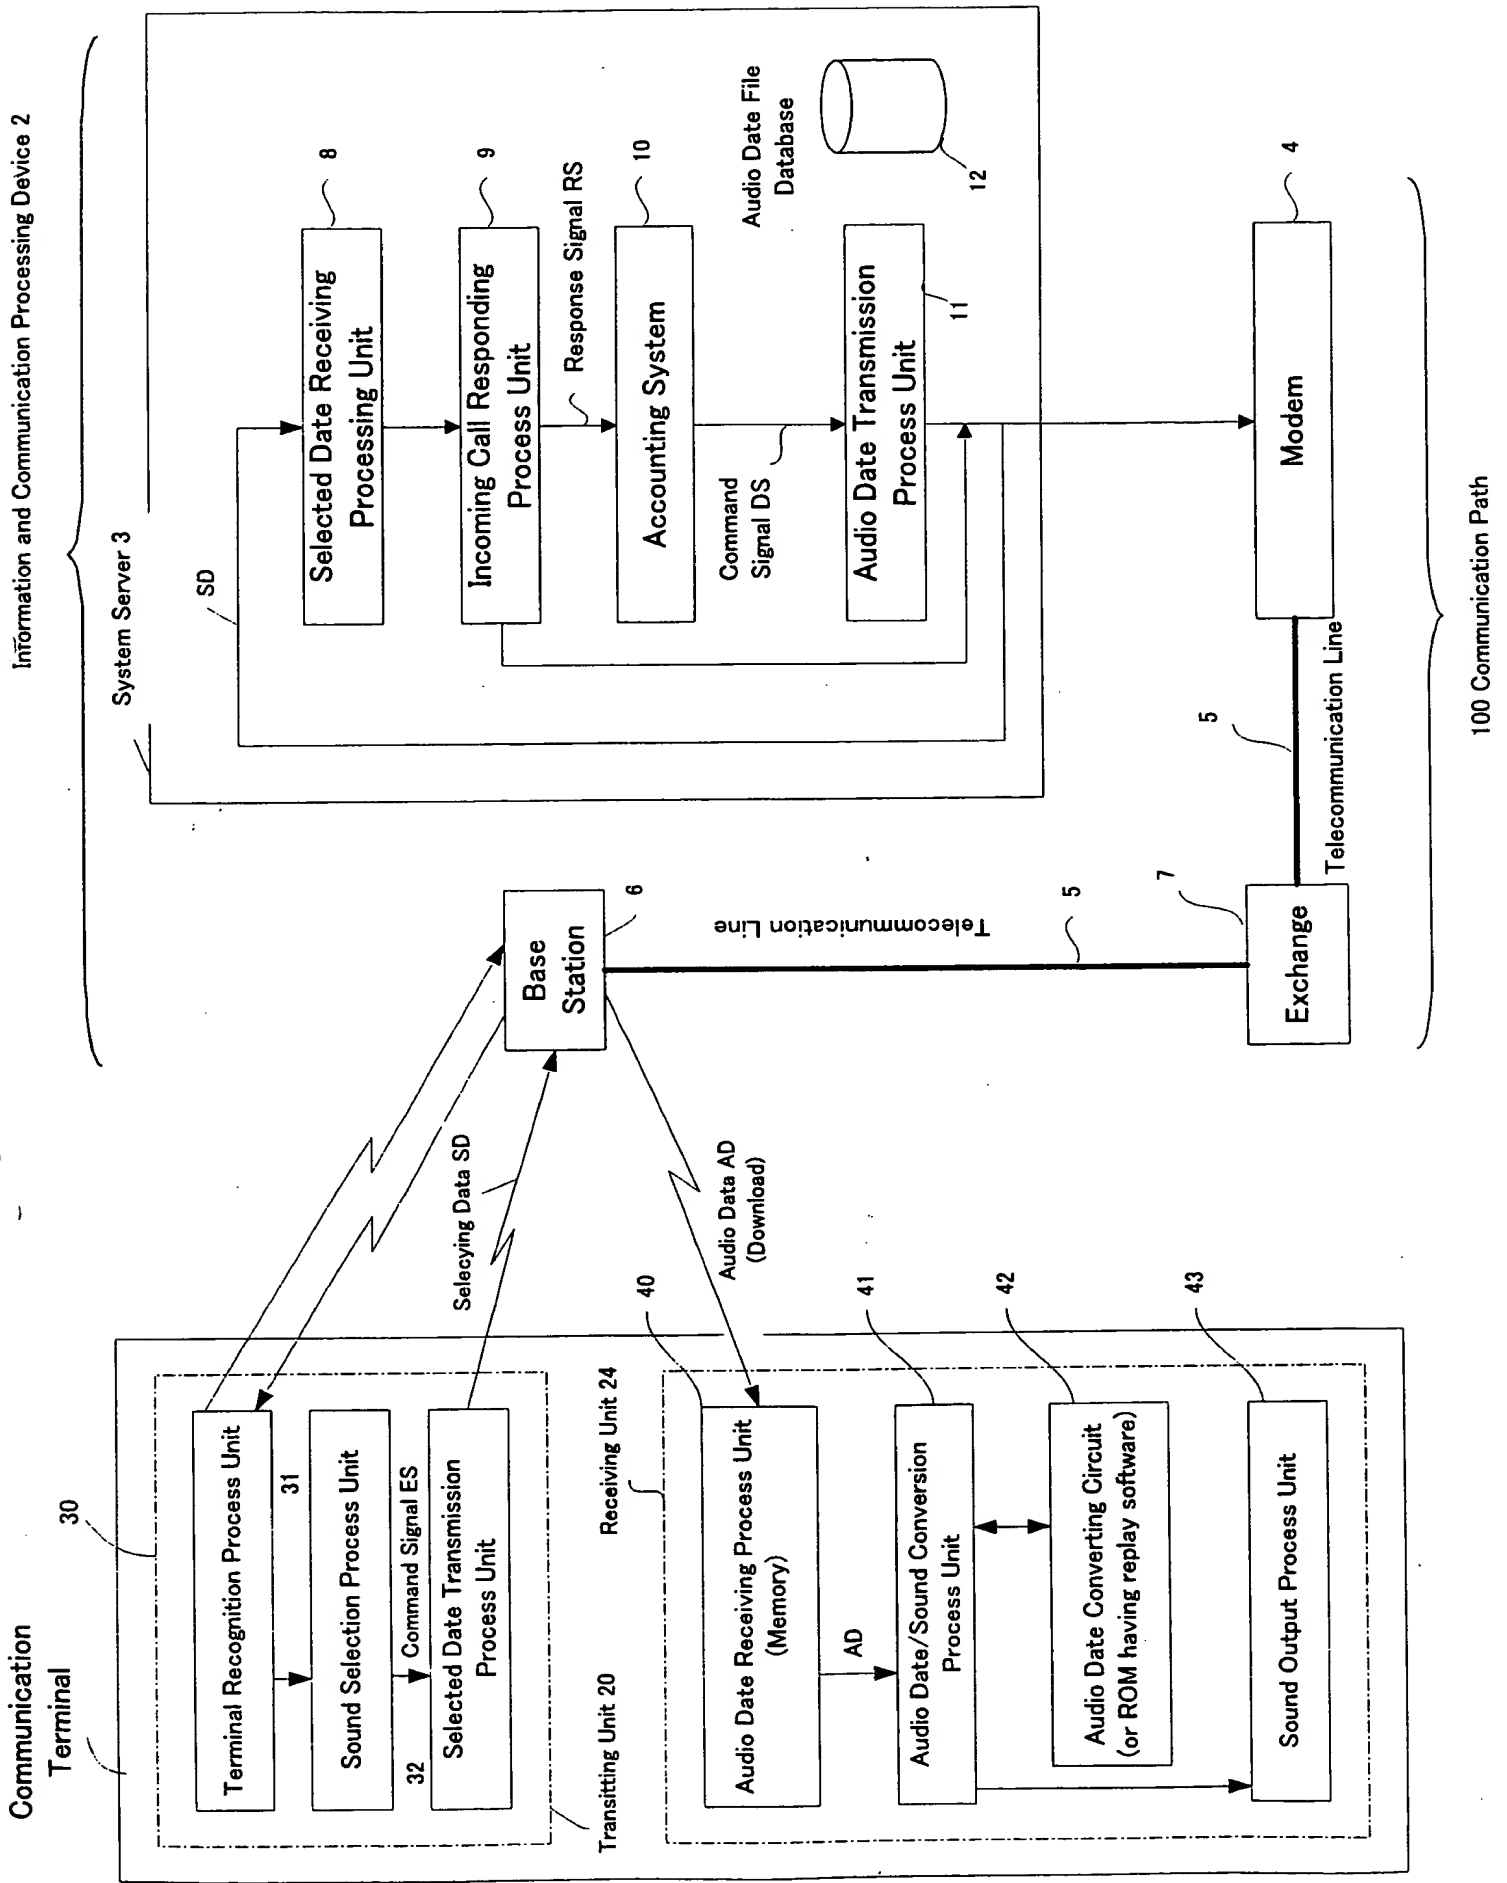 Communication
Terminal
30
Terminal Recognition Process Unit
31
Sound Selection Process Unit
32
Command Signal ES
Selected Date Transmission
Process Unit
Transitting Unit 20
Receiving Unit 24
40
Audio Date Receiving Process Unit
(Memory)
AD
41
Audio Date/Sound Conversion
Process Unit
42
Audio Date Converting Circuit
(or ROM having replay software)
43
Sound Output Process Unit
Selecying Data SD
Audio Data AD
(Download)
Information and Communication Processing Device 2
Base
Station
6
Telecommunication Line
5
7
Exchange
System Server 3
SD
8
Selected Date Receiving
Processing Unit
9
Incoming Call Responding
Process Unit
Response Signal RS
10
Accounting System
Command
Signal DS
Audio Date Transmission
Process Unit
11
Audio Date File
Database
12
4
Modem
5
Telecommunication Line
100 Communication Path